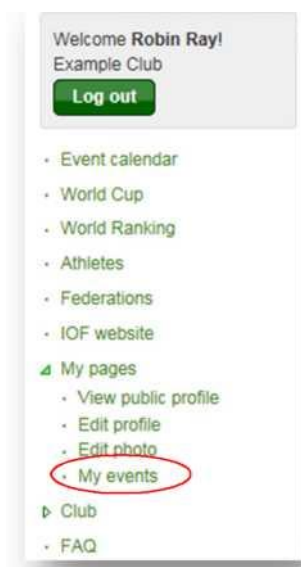 Welcome Robin Ray!
Example Club
Log out
Event calendar
World Cup
World Ranking
Athletes
Federations
IOF website
My pages
View public profile
Edit profile
Edit photo
My events
Club
FAQ